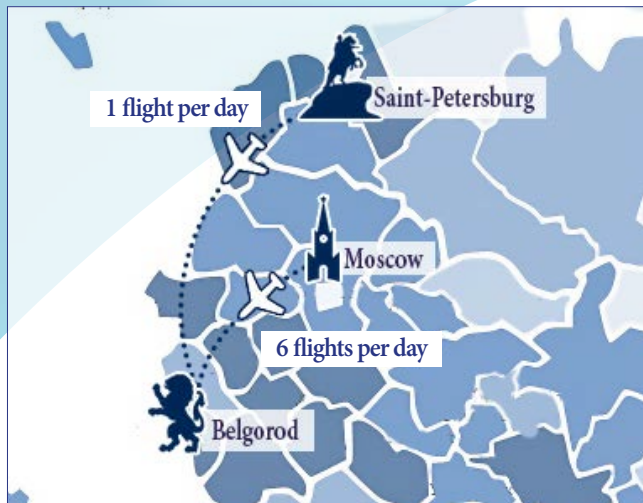 1 flight per day
Saint-Petersburg
Moscow
6 flights per day
Belgorod